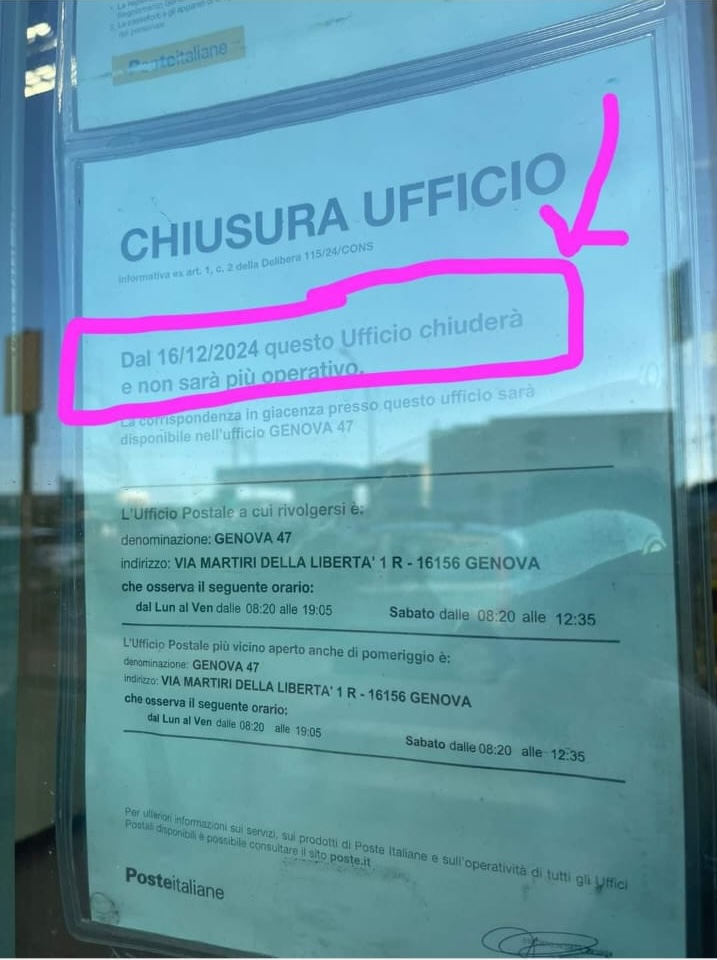 Posteitaliane
CHIUSURA UFFICIO
Informativa ex art. 1, c. 2 della Delibera 115/24/CONS
Dal 16/12/2024 questo Ufficio chiuderà
e non sarà più operativo.
La corrispondenza in giacenza presso questo ufficio sarà
disponibile nell'ufficio GENOVA 47
L'Ufficio Postale a cui rivolgersi è:
denominazione: GENOVA 47
indirizzo: VIA MARTIRI DELLA LIBERTA' 1 R - 16156 GENOVA
che osserva il seguente orario:
dal Lun al Ven dalle 08:20 alle 19:05 Sabato dalle 08:20 alle 12:35
L'Ufficio Postale più vicino aperto anche di pomeriggio è:
denominazione: GENOVA 47
indirizzo: VIA MARTIRI DELLA LIBERTA' 1 R - 16156 GENOVA
che osserva il seguente orario:
dal Lun al Ven dalle 08:20 alle 19:05 Sabato dalle 08:20 alle 12:35
Per ulteriori informazioni sui servizi, sui prodotti di Poste Italiane e sull'operatività di tutti gli Uffici
Postali disponibili è possibile consultare il sito poste.it
Posteitaliane